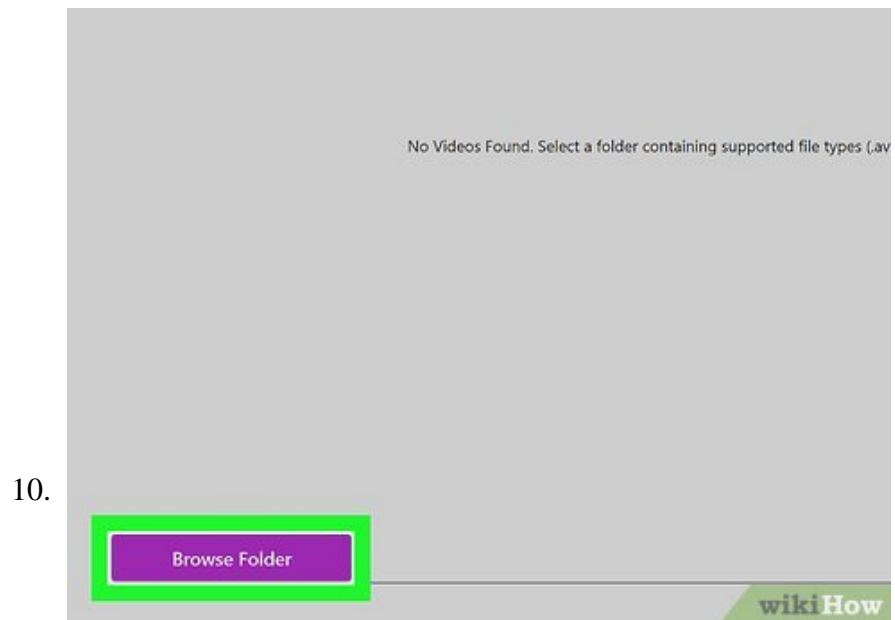 No Videos Found. Select a folder containing supported file types (.av
10.
Browse Folder
wikiHow